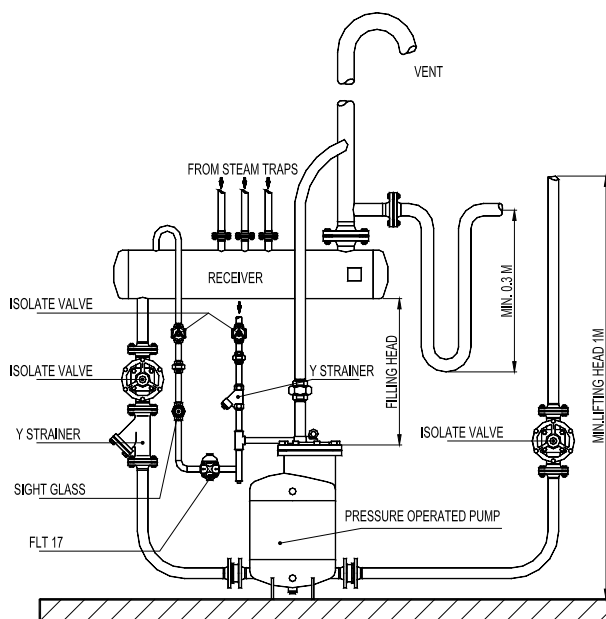 VENT
FROM STEAM TRAPS
RECEIVER
MIN. 0.3 M
ISOLATE VALVE
FILLING HEAD
MIN.LIFTING HEAD 1M
ISOLATE VALVE
Y STRAINER
Y STRAINER
ISOLATE VALVE
SIGHT GLASS
PRESSURE OPERATED PUMP
FLT 17